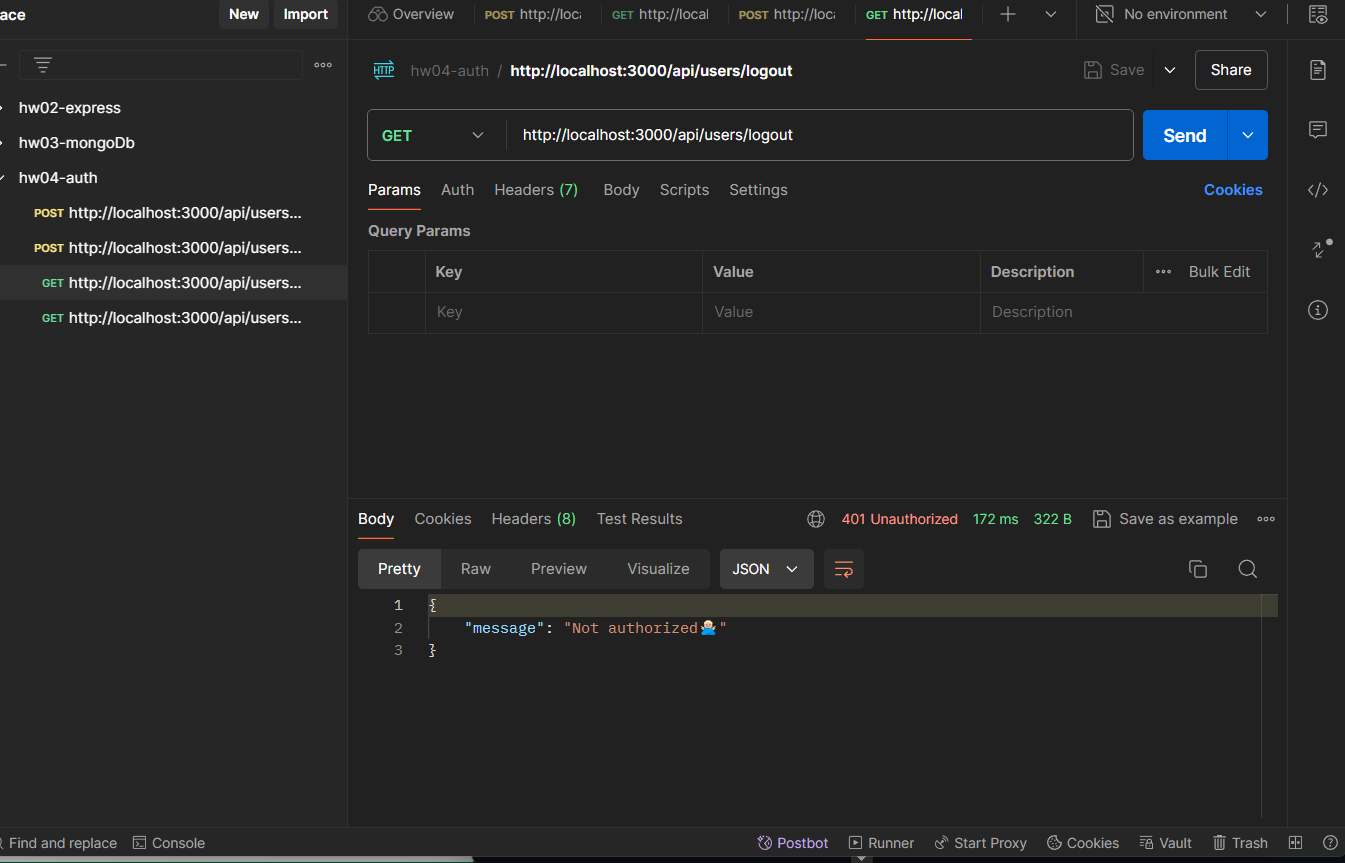 ace New Import Overview POST http://loc GET http://local POST http://loc GET http://local No environment
hw04-auth / http://localhost:3000/api/users/logout Save Share
HTTP
GET http://localhost:3000/api/users/logout Send
Params Auth Headers (7) Body Scripts Settings Cookies
Query Params
Key Value Description Bulk Edit
Key Value Description
hw02-express
hw03-mongoDb
hw04-auth
POST http://localhost:3000/api/users...
POST http://localhost:3000/api/users...
GET http://localhost:3000/api/users...
GET http://localhost:3000/api/users...
Body Cookies Headers (8) Test Results 401 Unauthorized 172 ms 322 B Save as example
Pretty Raw Preview Visualize JSON
1 {
2 "message": "Not authorized🤷🏼"
3 }
Find and replace Console Postbot Runner Start Proxy Cookies Vault Trash